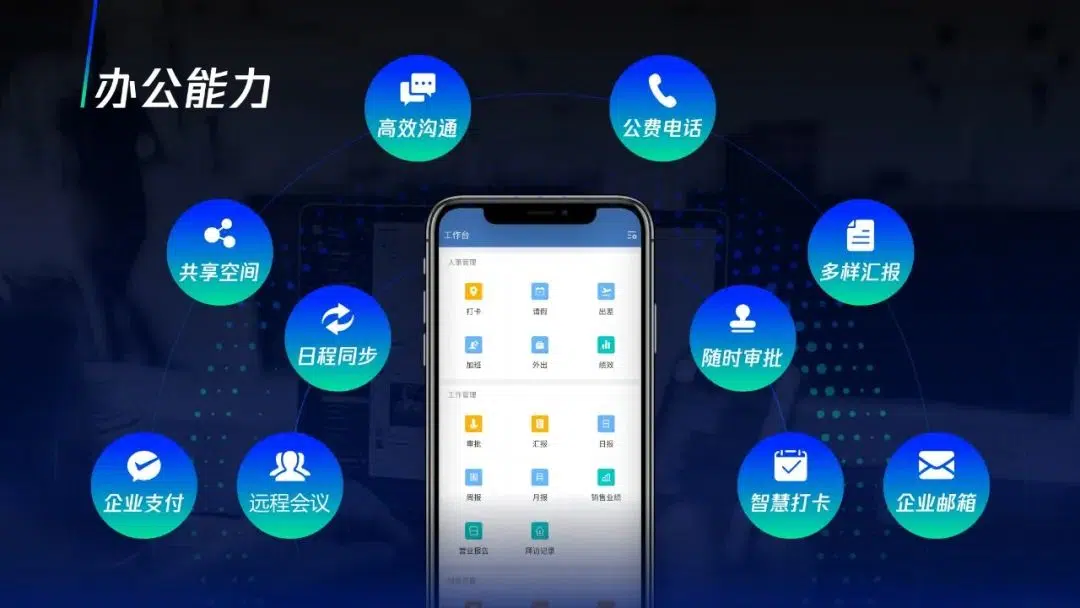 办公能力
高效沟通
公费电话
共享空间
多样汇报
日程同步
随时审批
企业支付
远程会议
智慧打卡
企业邮箱
工作台
人事管理
打卡 请假 出差
加班 外出 绩效
工作管理
审批 汇报 日报
周报 月报 销售业绩
营业报告 拜访记录